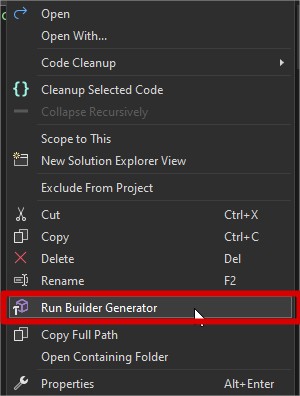 Open
Open With...
Code Cleanup
Cleanup Selected Code
Collapse Recursively
Scope to This
New Solution Explorer View
Exclude From Project
Cut Ctrl+X
Copy Ctrl+C
Delete Del
Rename F2
Run Builder Generator
Copy Full Path
Open Containing Folder
Properties Alt+Enter